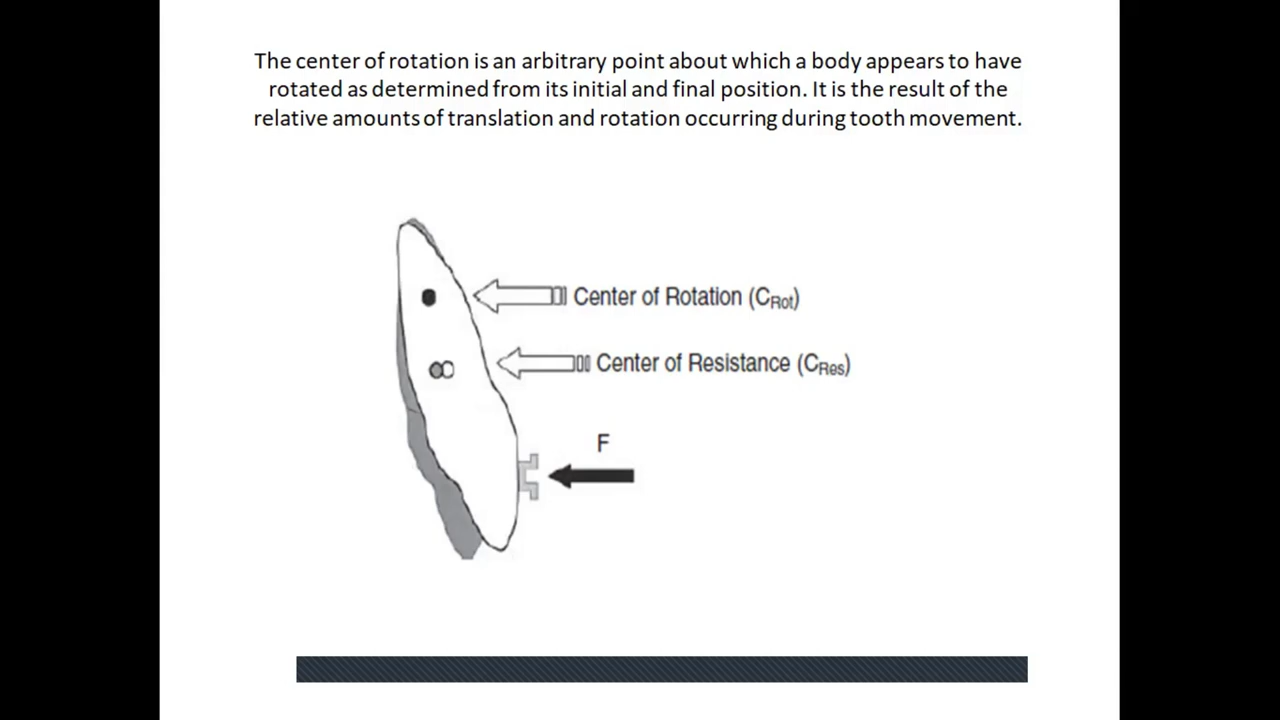 The center of rotation is an arbitrary point about which a body appears to have
rotated as determined from its initial and final position. It is the result of the
relative amounts of translation and rotation occurring during tooth movement.
Center of Rotation (CRot)
Center of Resistance (CRes)
F